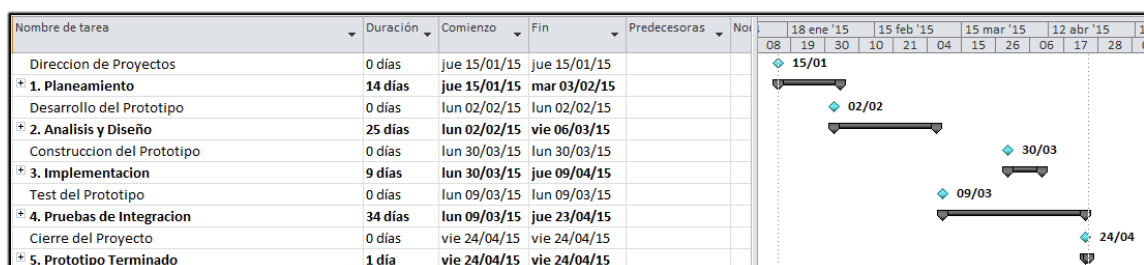 Nombre de tarea Duración Comienzo Fin Predecesoras Noi
18 ene '15 15 feb '15 15 mar '15 12 abr '15
08 19 30 10 21 04 15 26 06 17 28
Direccion de Proyectos 0 días jue 15/01/15 jue 15/01/15 15/01
1. Planeamiento 14 días jue 15/01/15 mar 03/02/15
Desarrollo del Prototipo 0 días lun 02/02/15 lun 02/02/15 02/02
2. Analisis y Diseño 25 días lun 02/02/15 vie 06/03/15
Construccion del Prototipo 0 días lun 30/03/15 lun 30/03/15 30/03
3. Implementacion 9 días lun 30/03/15 jue 09/04/15
Test del Prototipo 0 días lun 09/03/15 lun 09/03/15 09/03
4. Pruebas de Integracion 34 días lun 09/03/15 jue 23/04/15
Cierre del Proyecto 0 días vie 24/04/15 vie 24/04/15 24/04
5. Prototipo Terminado 1 día vie 24/04/15 vie 24/04/15